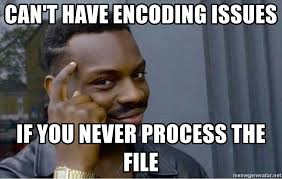 CAN'T HAVE ENCODING ISSUES
IF YOU NEVER PROCESS THE
FILE
memegenerator.net